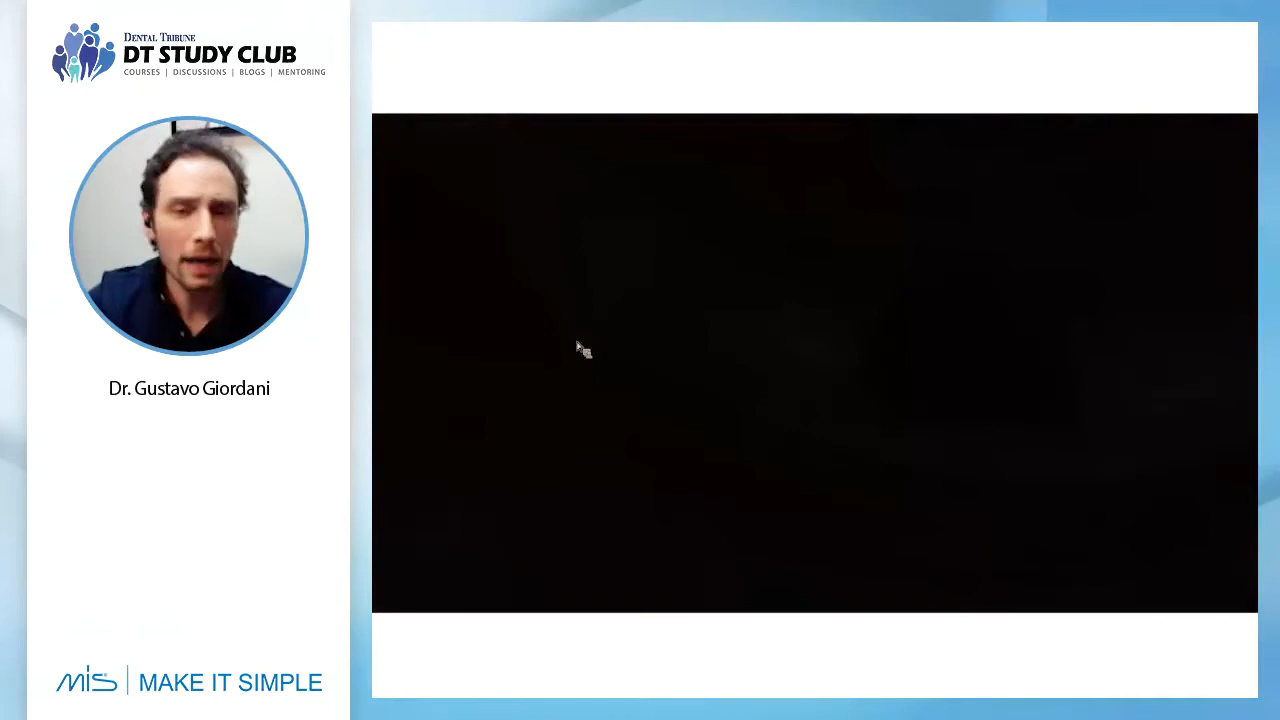 DENTAL TRIBUNE
DT STUDY CLUB
COURSES | DISCUSSIONS | BLOGS | MENTORING
Dr. Gustavo Giordani
mis | MAKE IT SIMPLE